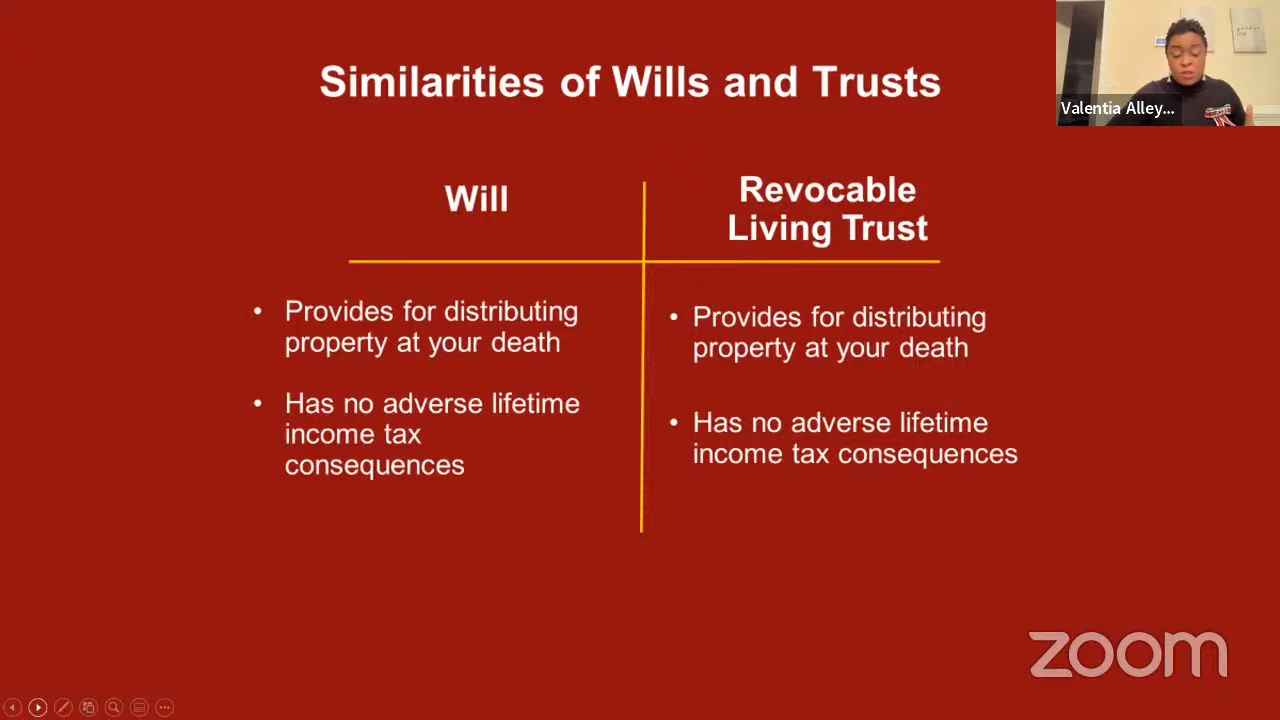 Similarities of Wills and Trusts
Valentia Alley...
Will
Revocable
Living Trust
• Provides for distributing
property at your death
• Has no adverse lifetime
income tax
consequences
• Provides for distributing
property at your death
• Has no adverse lifetime
income tax consequences
zoom